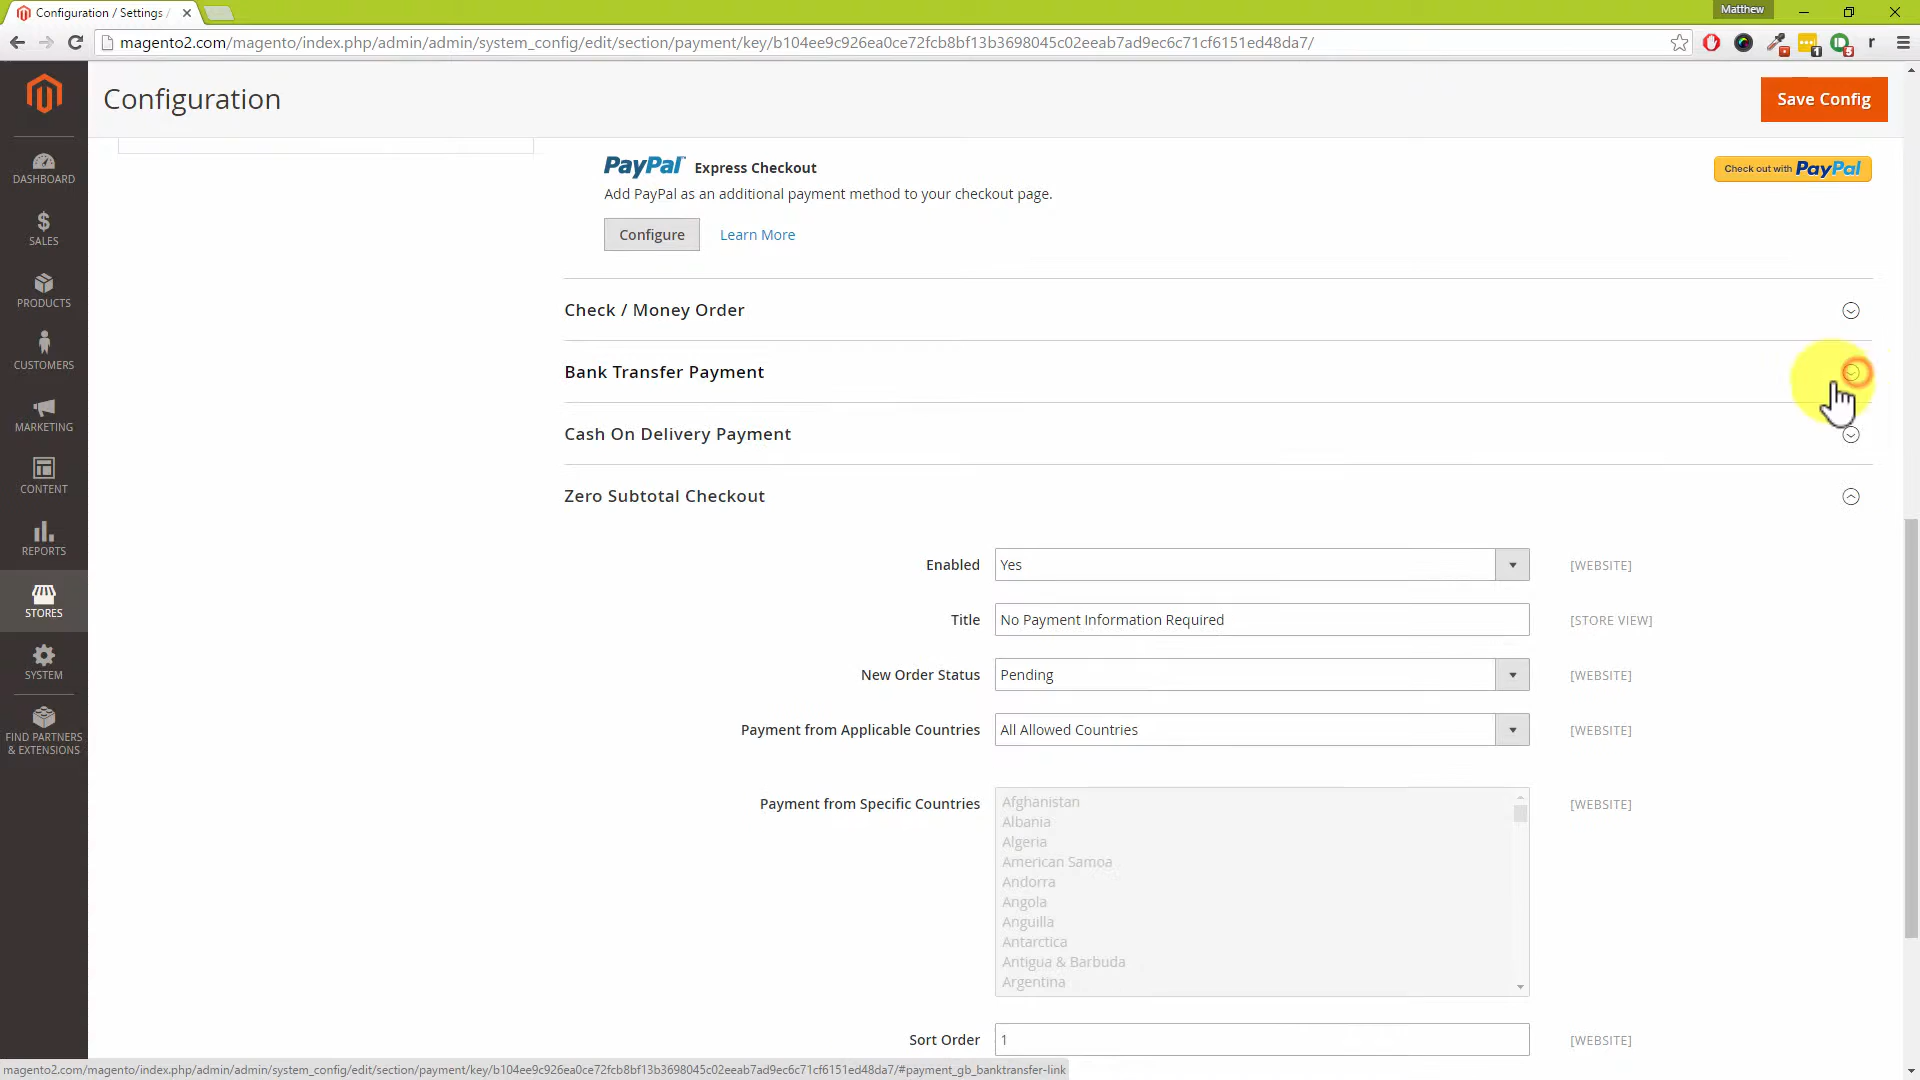 Configuration / Settings /
Matthew
magento2.com/magento/index.php/admin/admin/system_config/edit/section/payment/key/b104ee9c926ea0ce72fcb8bf13b3698045c02eeab7ad9ec6c71cf6151ed48da7/
Configuration
Save Config
DASHBOARD
SALES
PRODUCTS
CUSTOMERS
MARKETING
CONTENT
REPORTS
STORES
SYSTEM
FIND PARTNERS
& EXTENSIONS
PayPal Express Checkout
Check out with PayPal
Add PayPal as an additional payment method to your checkout page.
Configure Learn More
Check / Money Order
Bank Transfer Payment
Cash On Delivery Payment
Zero Subtotal Checkout
Enabled Yes [WEBSITE]
Title No Payment Information Required [STORE VIEW]
New Order Status Pending [WEBSITE]
Payment from Applicable Countries All Allowed Countries [WEBSITE]
Payment from Specific Countries [WEBSITE]
Afghanistan
Albania
Algeria
American Samoa
Andorra
Angola
Anguilla
Antarctica
Antigua & Barbuda
Argentina
Sort Order 1 [WEBSITE]
magento2.com/magento/index.php/admin/admin/system_config/edit/section/payment/key/b104ee9c926ea0ce72fcb8bf13b3698045c02eeab7ad9ec6c71cf6151ed48da7/#payment_gb_banktransfer-link